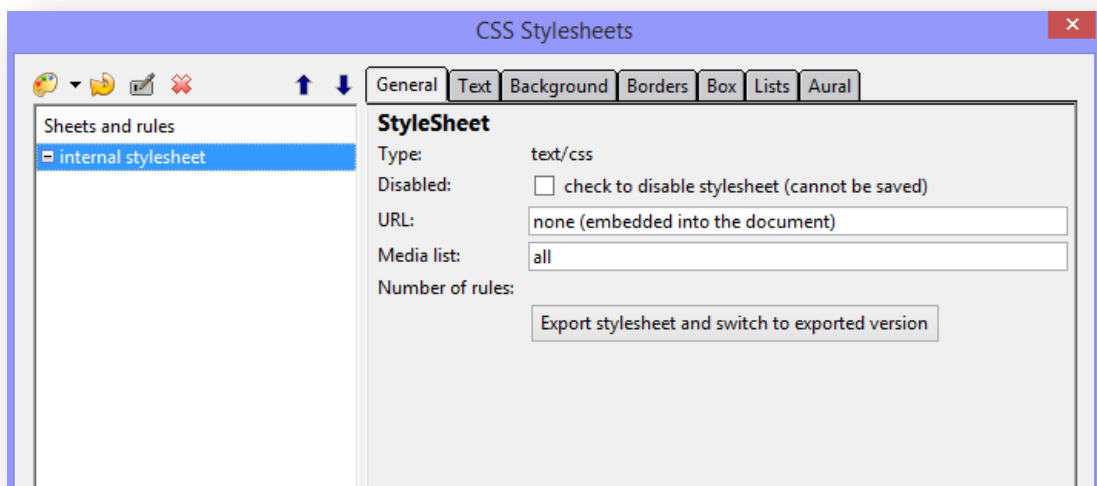 CSS Stylesheets
General Text Background Borders Box Lists Aural
Sheets and rules
internal stylesheet
StyleSheet
Type: text/css
Disabled: check to disable stylesheet (cannot be saved)
URL: none (embedded into the document)
Media list: all
Number of rules:
Export stylesheet and switch to exported version